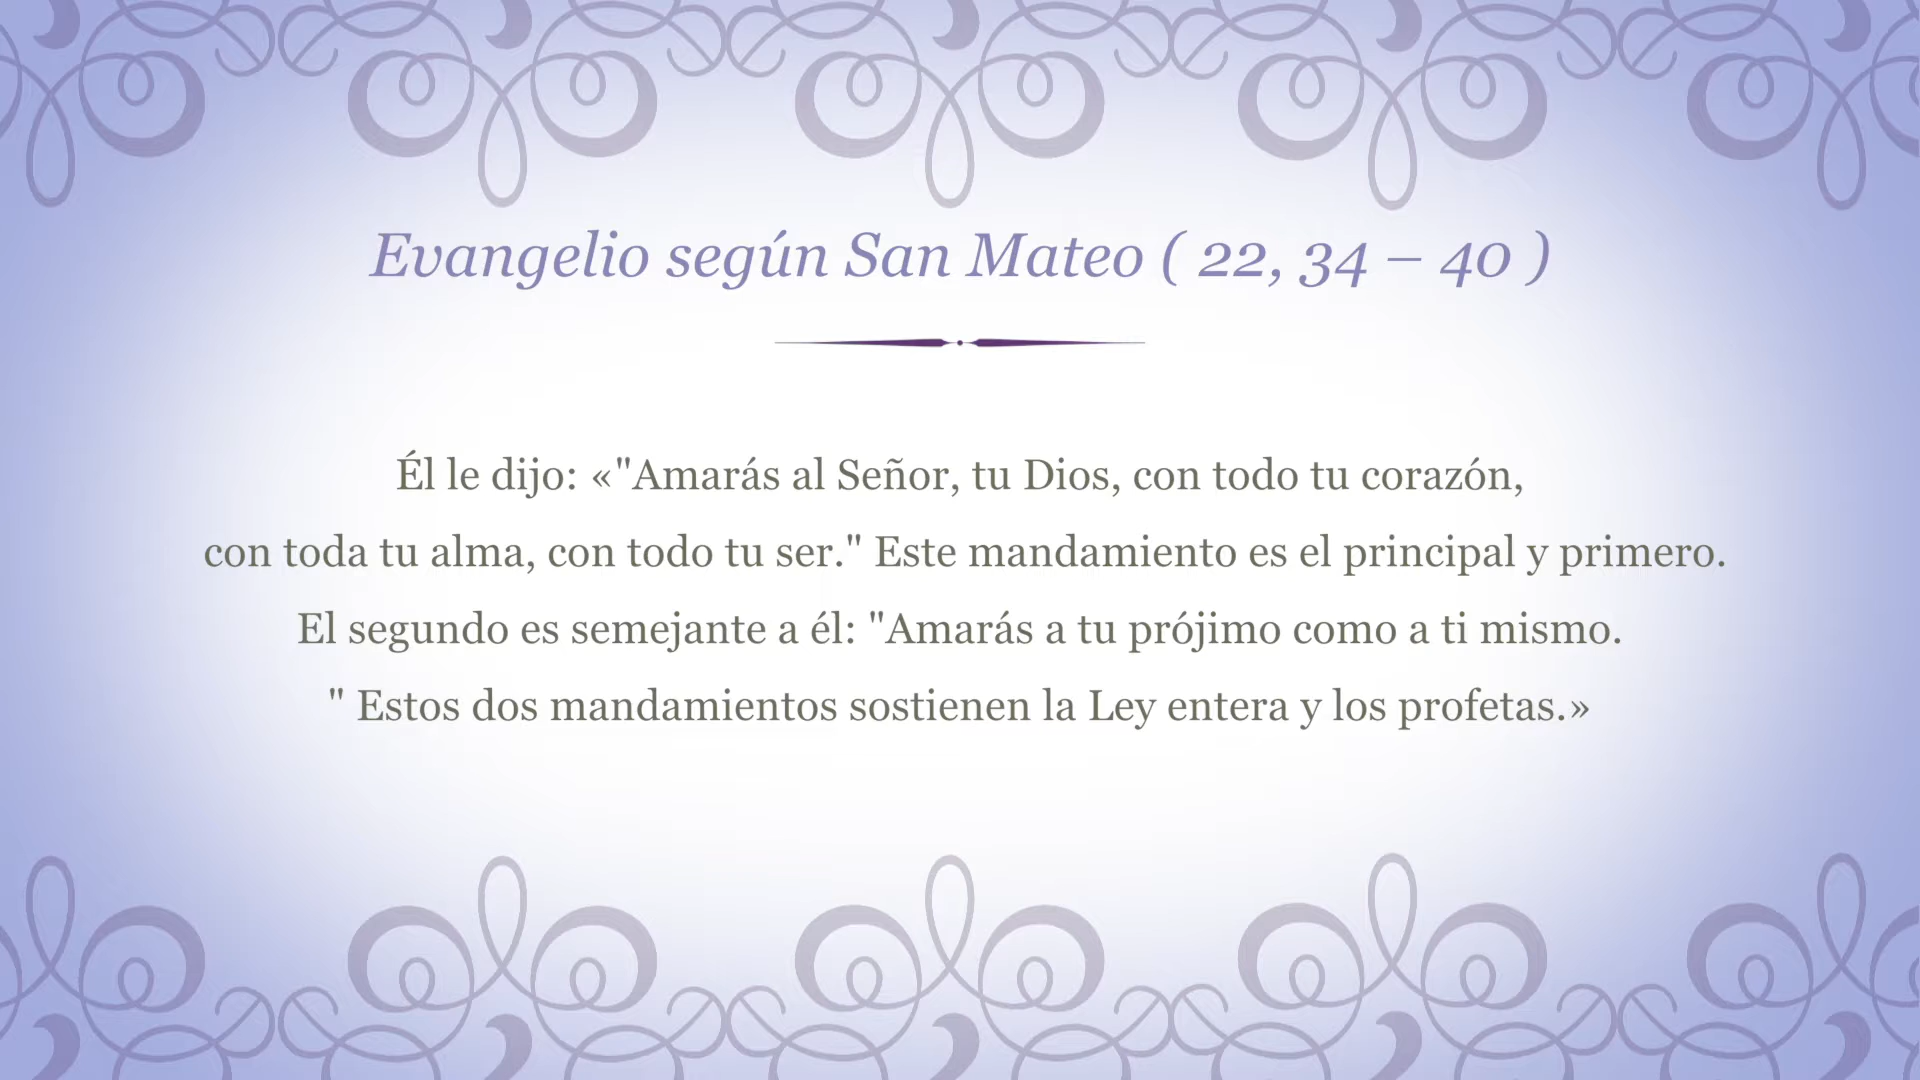 Evangelio según San Mateo ( 22, 34 – 40 )
Él le dijo: «"Amarás al Señor, tu Dios, con todo tu corazón,
con toda tu alma, con todo tu ser." Este mandamiento es el principal y primero.
El segundo es semejante a él: "Amarás a tu prójimo como a ti mismo.
" Estos dos mandamientos sostienen la Ley entera y los profetas.»